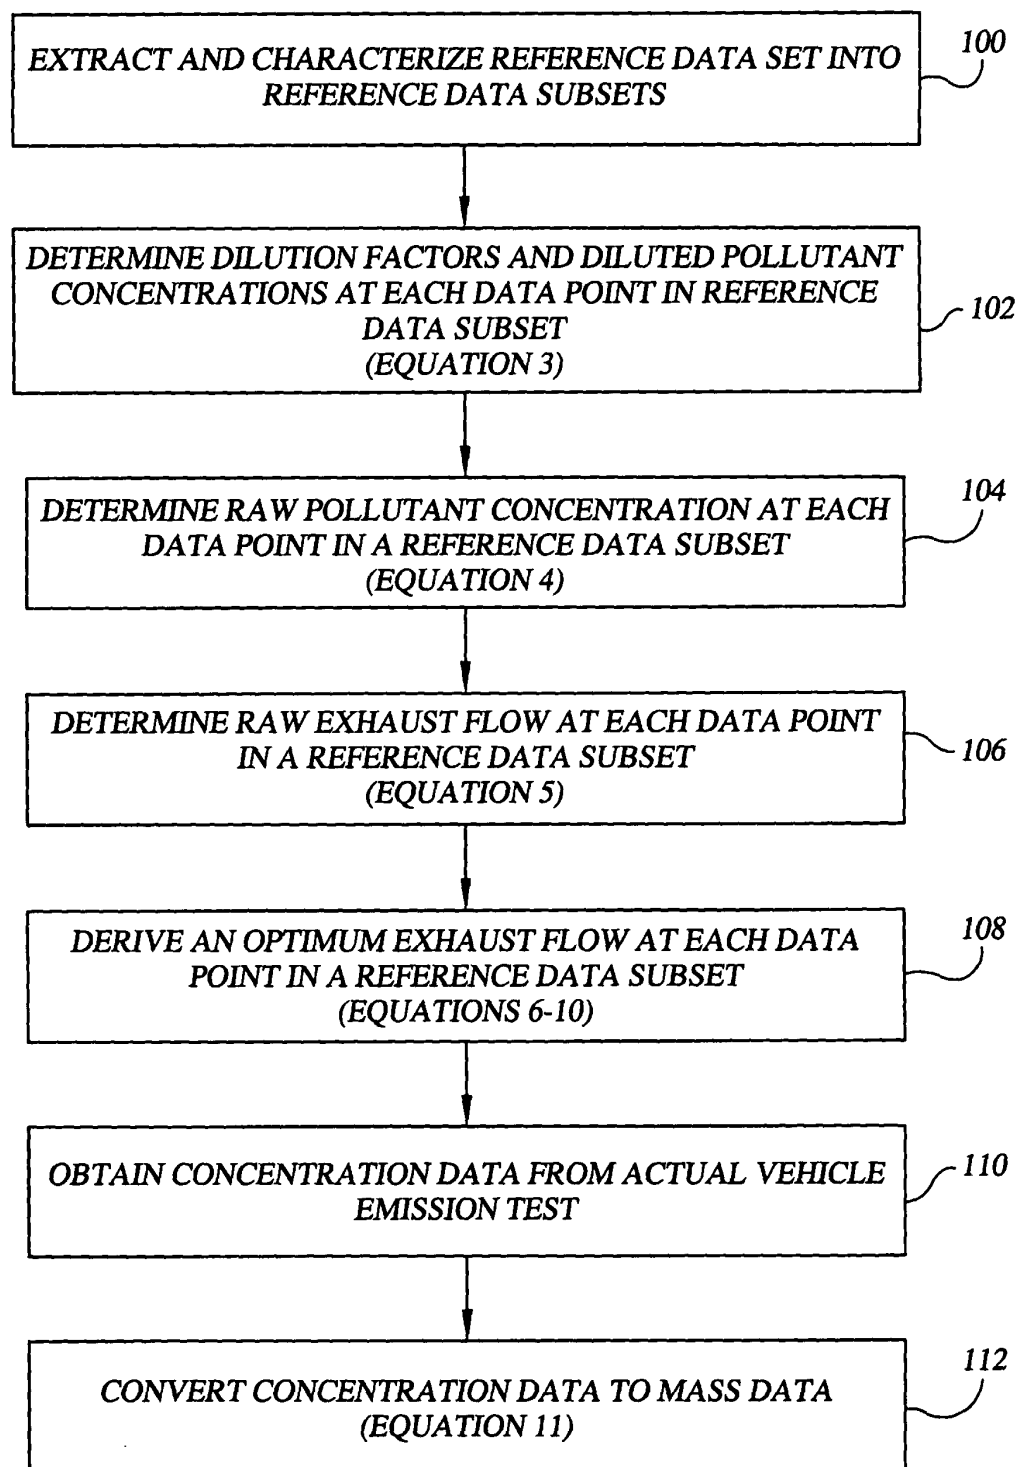 EXTRACT AND CHARACTERIZE REFERENCE DATA SET INTO
REFERENCE DATA SUBSETS
100
DETERMINE DILUTION FACTORS AND DILUTED POLLUTANT
CONCENTRATIONS AT EACH DATA POINT IN REFERENCE
DATA SUBSET
(EQUATION 3)
102
DETERMINE RAW POLLUTANT CONCENTRATION AT EACH
DATA POINT IN A REFERENCE DATA SUBSET
(EQUATION 4)
104
DETERMINE RAW EXHAUST FLOW AT EACH DATA POINT
IN A REFERENCE DATA SUBSET
(EQUATION 5)
106
DERIVE AN OPTIMUM EXHAUST FLOW AT EACH DATA
POINT IN A REFERENCE DATA SUBSET
(EQUATIONS 6-10)
108
OBTAIN CONCENTRATION DATA FROM ACTUAL VEHICLE
EMISSION TEST
110
CONVERT CONCENTRATION DATA TO MASS DATA
(EQUATION 11)
112